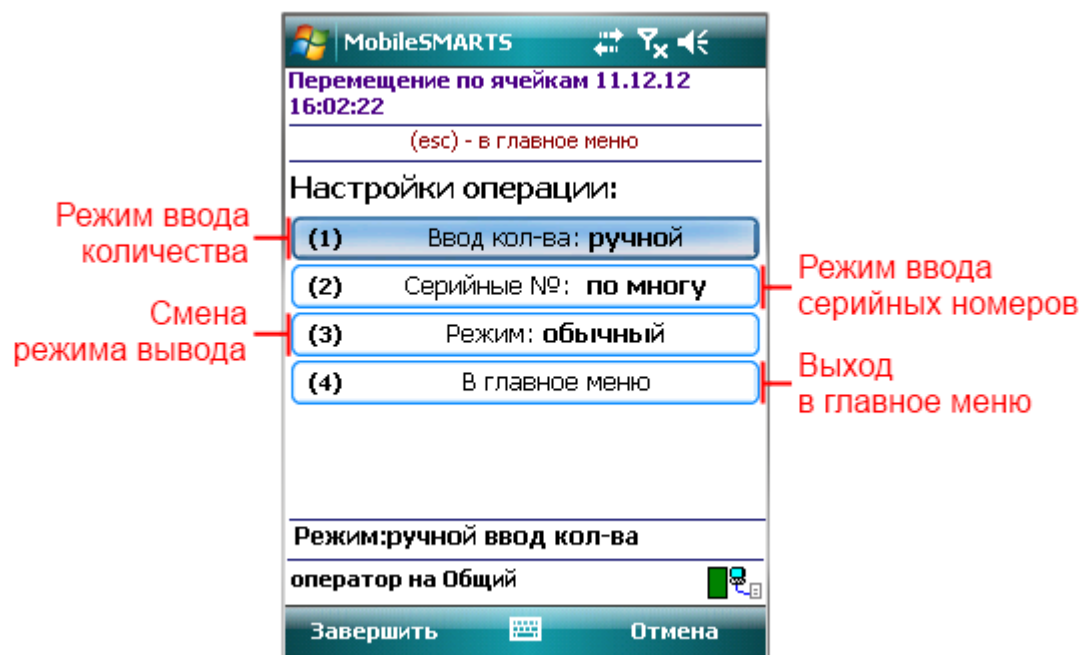 MobileSMARTS
Перемещение по ячейкам 11.12.12
16:02:22
(esc) - в главное меню
Настройки операции:
Режим ввода
количества
(1) Ввод кол-ва: ручной
(2) Серийные №: по многу
Режим ввода
серийных номеров
Смена
режима вывода
(3) Режим: обычный
(4) В главное меню
Выход
в главное меню
Режим:ручной ввод кол-ва
оператор на Общий
Завершить Отмена